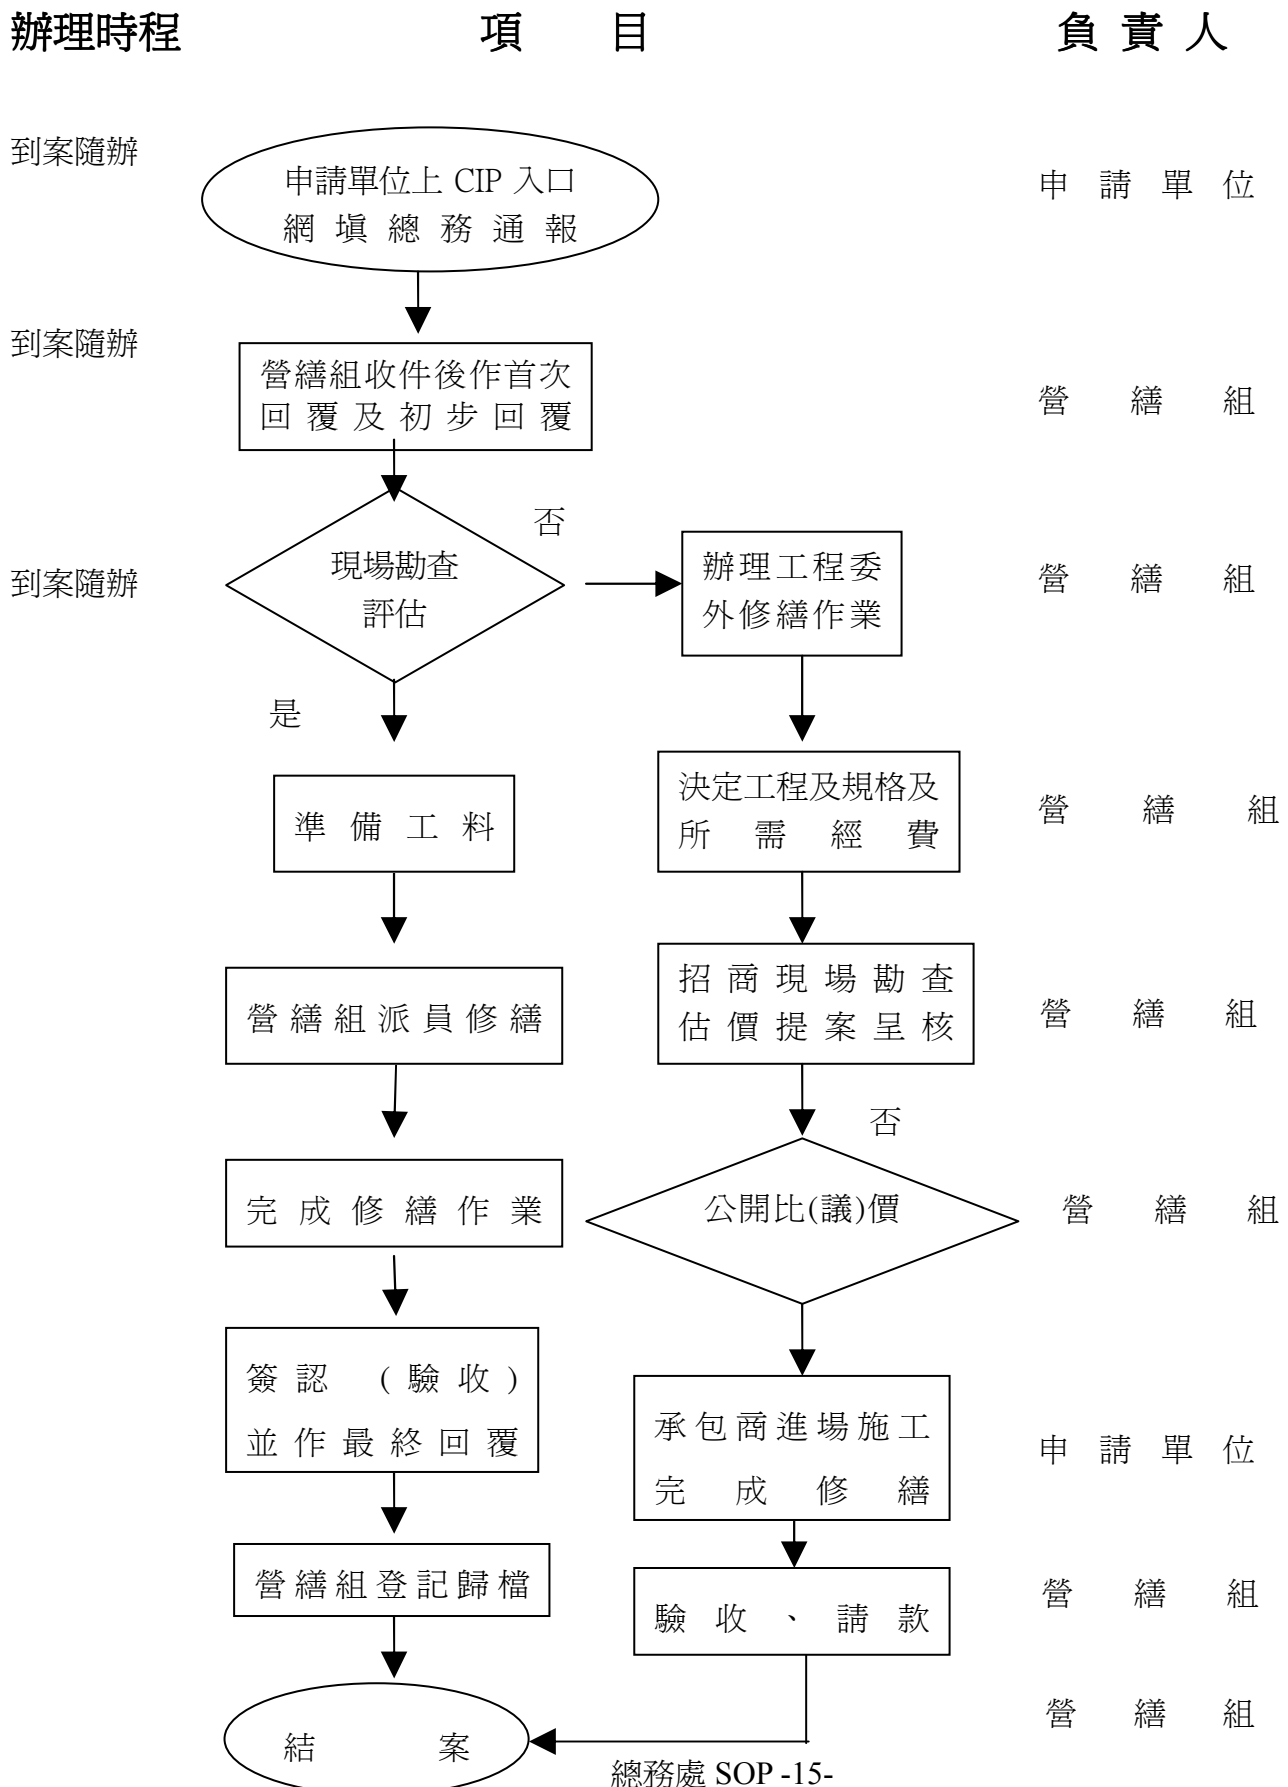 辦理時程 項目 負責人
到案隨辦
申請單位上 CIP 入口
網填總務通報
申請單位
到案隨辦
營繕組收件後作首次
回覆及初步回覆
營繕組
否
到案隨辦
現場勘查
評估
辦理工程委
外修繕作業
營繕組
是
準備工料
決定工程及規格及
所需經費
營繕組
營繕組派員修繕
招商現場勘查
估價提案呈核
營繕組
否
完成修繕作業
公開比(議)價
營繕組
簽認 (驗收)
並作最終回覆
承包商進場施工
完成修繕
申請單位
營繕組登記歸檔
驗收、請款
營繕組
結案
營繕組
總務處 SOP -15-